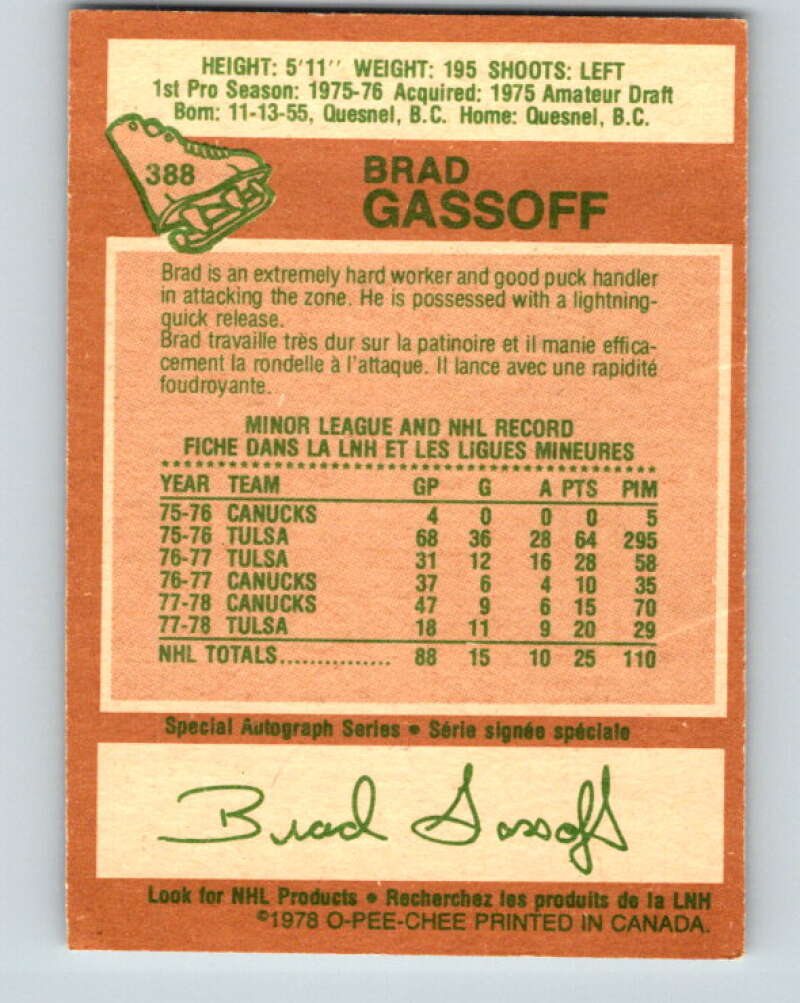 HEIGHT: 5'11'' WEIGHT: 195 SHOOTS: LEFT
1st Pro Season: 1975-76 Acquired: 1975 Amateur Draft
Born: 11-13-55, Quesnel, B.C. Home: Quesnel, B.C.
388
BRAD
GASSOFF
Brad is an extremely hard worker and good puck handler
in attacking the zone. He is possessed with a lightning-
quick release.
Brad travaille très dur sur la patinoire et il manie effica-
cement la rondelle à l'attaque. Il lance avec une rapidité
foudroyante.
MINOR LEAGUE AND NHL RECORD
FICHE DANS LA LNH ET LES LIGUES MINEURES
YEAR TEAM GP G A PTS PIM
75-76 CANUCKS 4 0 0 0 5
75-76 TULSA 68 36 28 64 295
76-77 TULSA 31 12 16 28 58
76-77 CANUCKS 37 6 4 10 35
77-78 CANUCKS 47 9 6 15 70
77-78 TULSA 18 11 9 20 29
NHL TOTALS............... 88 15 10 25 110
Special Autograph Series • Série signée spéciale
Brad Gassoff
Look for NHL Products • Recherchez les produits de la LNH
©1978 O-PEE-CHEE PRINTED IN CANADA.